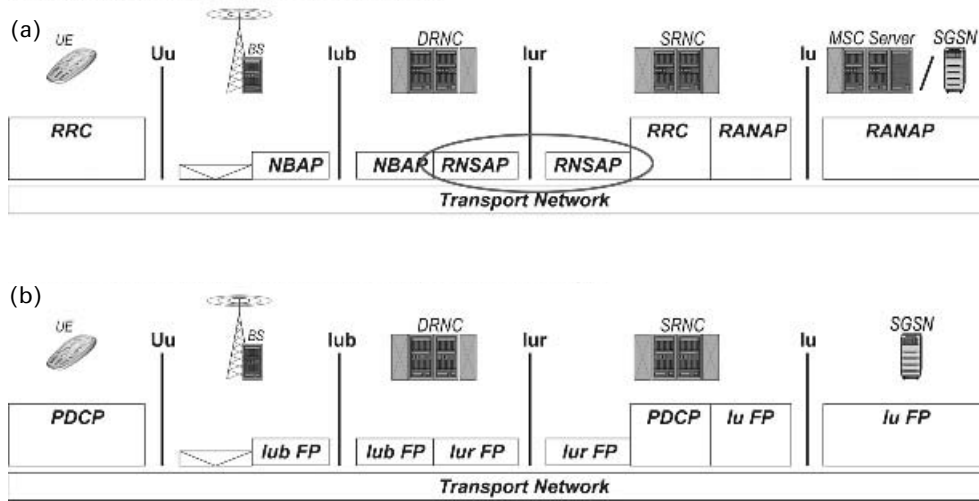 (a)
UE
Uu
BS
Iub
DRNC
Iur
SRNC
Iu
MSC Server
SGSN
RRC
NBAP
NBAP
RNSAP
RNSAP
RRC
RANAP
RANAP
Transport Network
(b)
UE
Uu
BS
Iub
DRNC
Iur
SRNC
Iu
SGSN
PDCP
Iub FP
Iub FP
Iur FP
Iur FP
PDCP
Iu FP
Iu FP
Transport Network